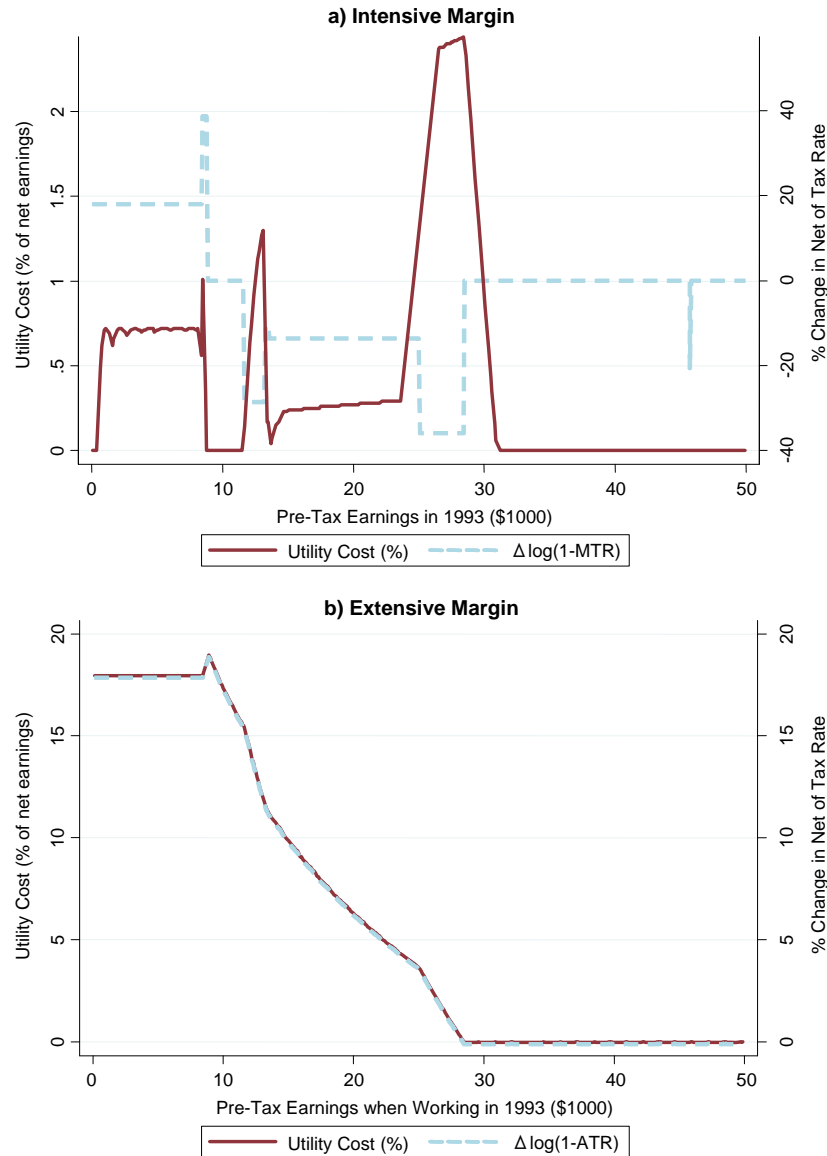 a) Intensive Margin
Utility Cost (% of net earnings)
0 .5 1 1.5 2
-40 -20 0 20 40
% Change in Net of Tax Rate
0 10 20 30 40 50
Pre-Tax Earnings in 1993 ($1000)
Utility Cost (%) Δ log(1-MTR)
b) Extensive Margin
Utility Cost (% of net earnings)
0 5 10 15 20
0 5 10 15 20
% Change in Net of Tax Rate
0 10 20 30 40 50
Pre-Tax Earnings when Working in 1993 ($1000)
Utility Cost (%) Δ log(1-ATR)